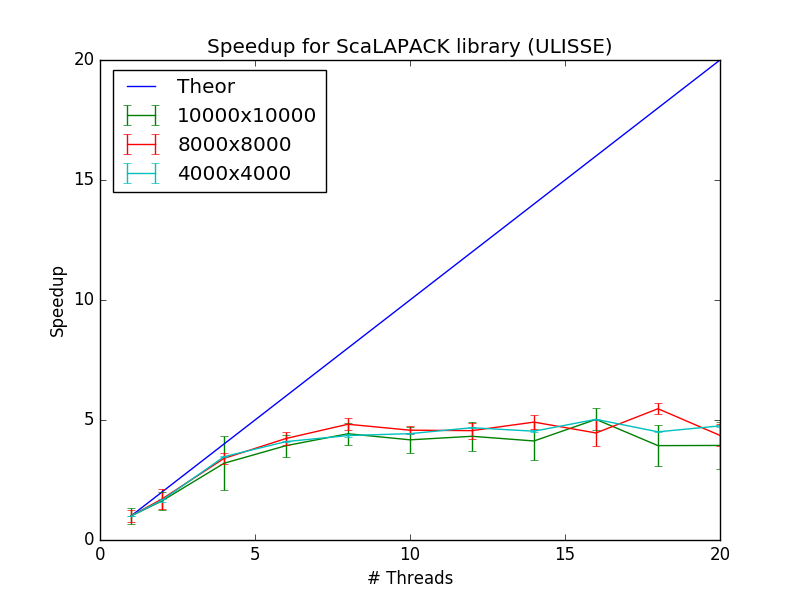 Speedup for ScaLAPACK library (ULISSE)
Theor
10000x10000
8000x8000
4000x4000
20
15
10
5
0
Speedup
0 5 10 15 20
# Threads